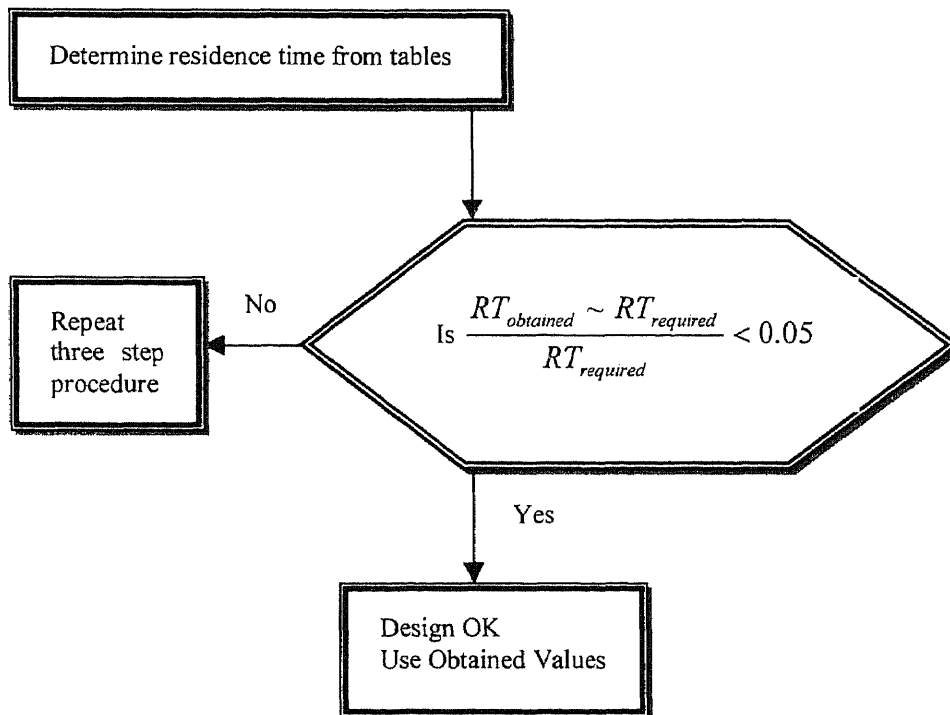 Determine residence time from tables
No
Repeat
three step
procedure
Is RT_obtained ~ RT_required / RT_required < 0.05
Yes
Design OK
Use Obtained Values